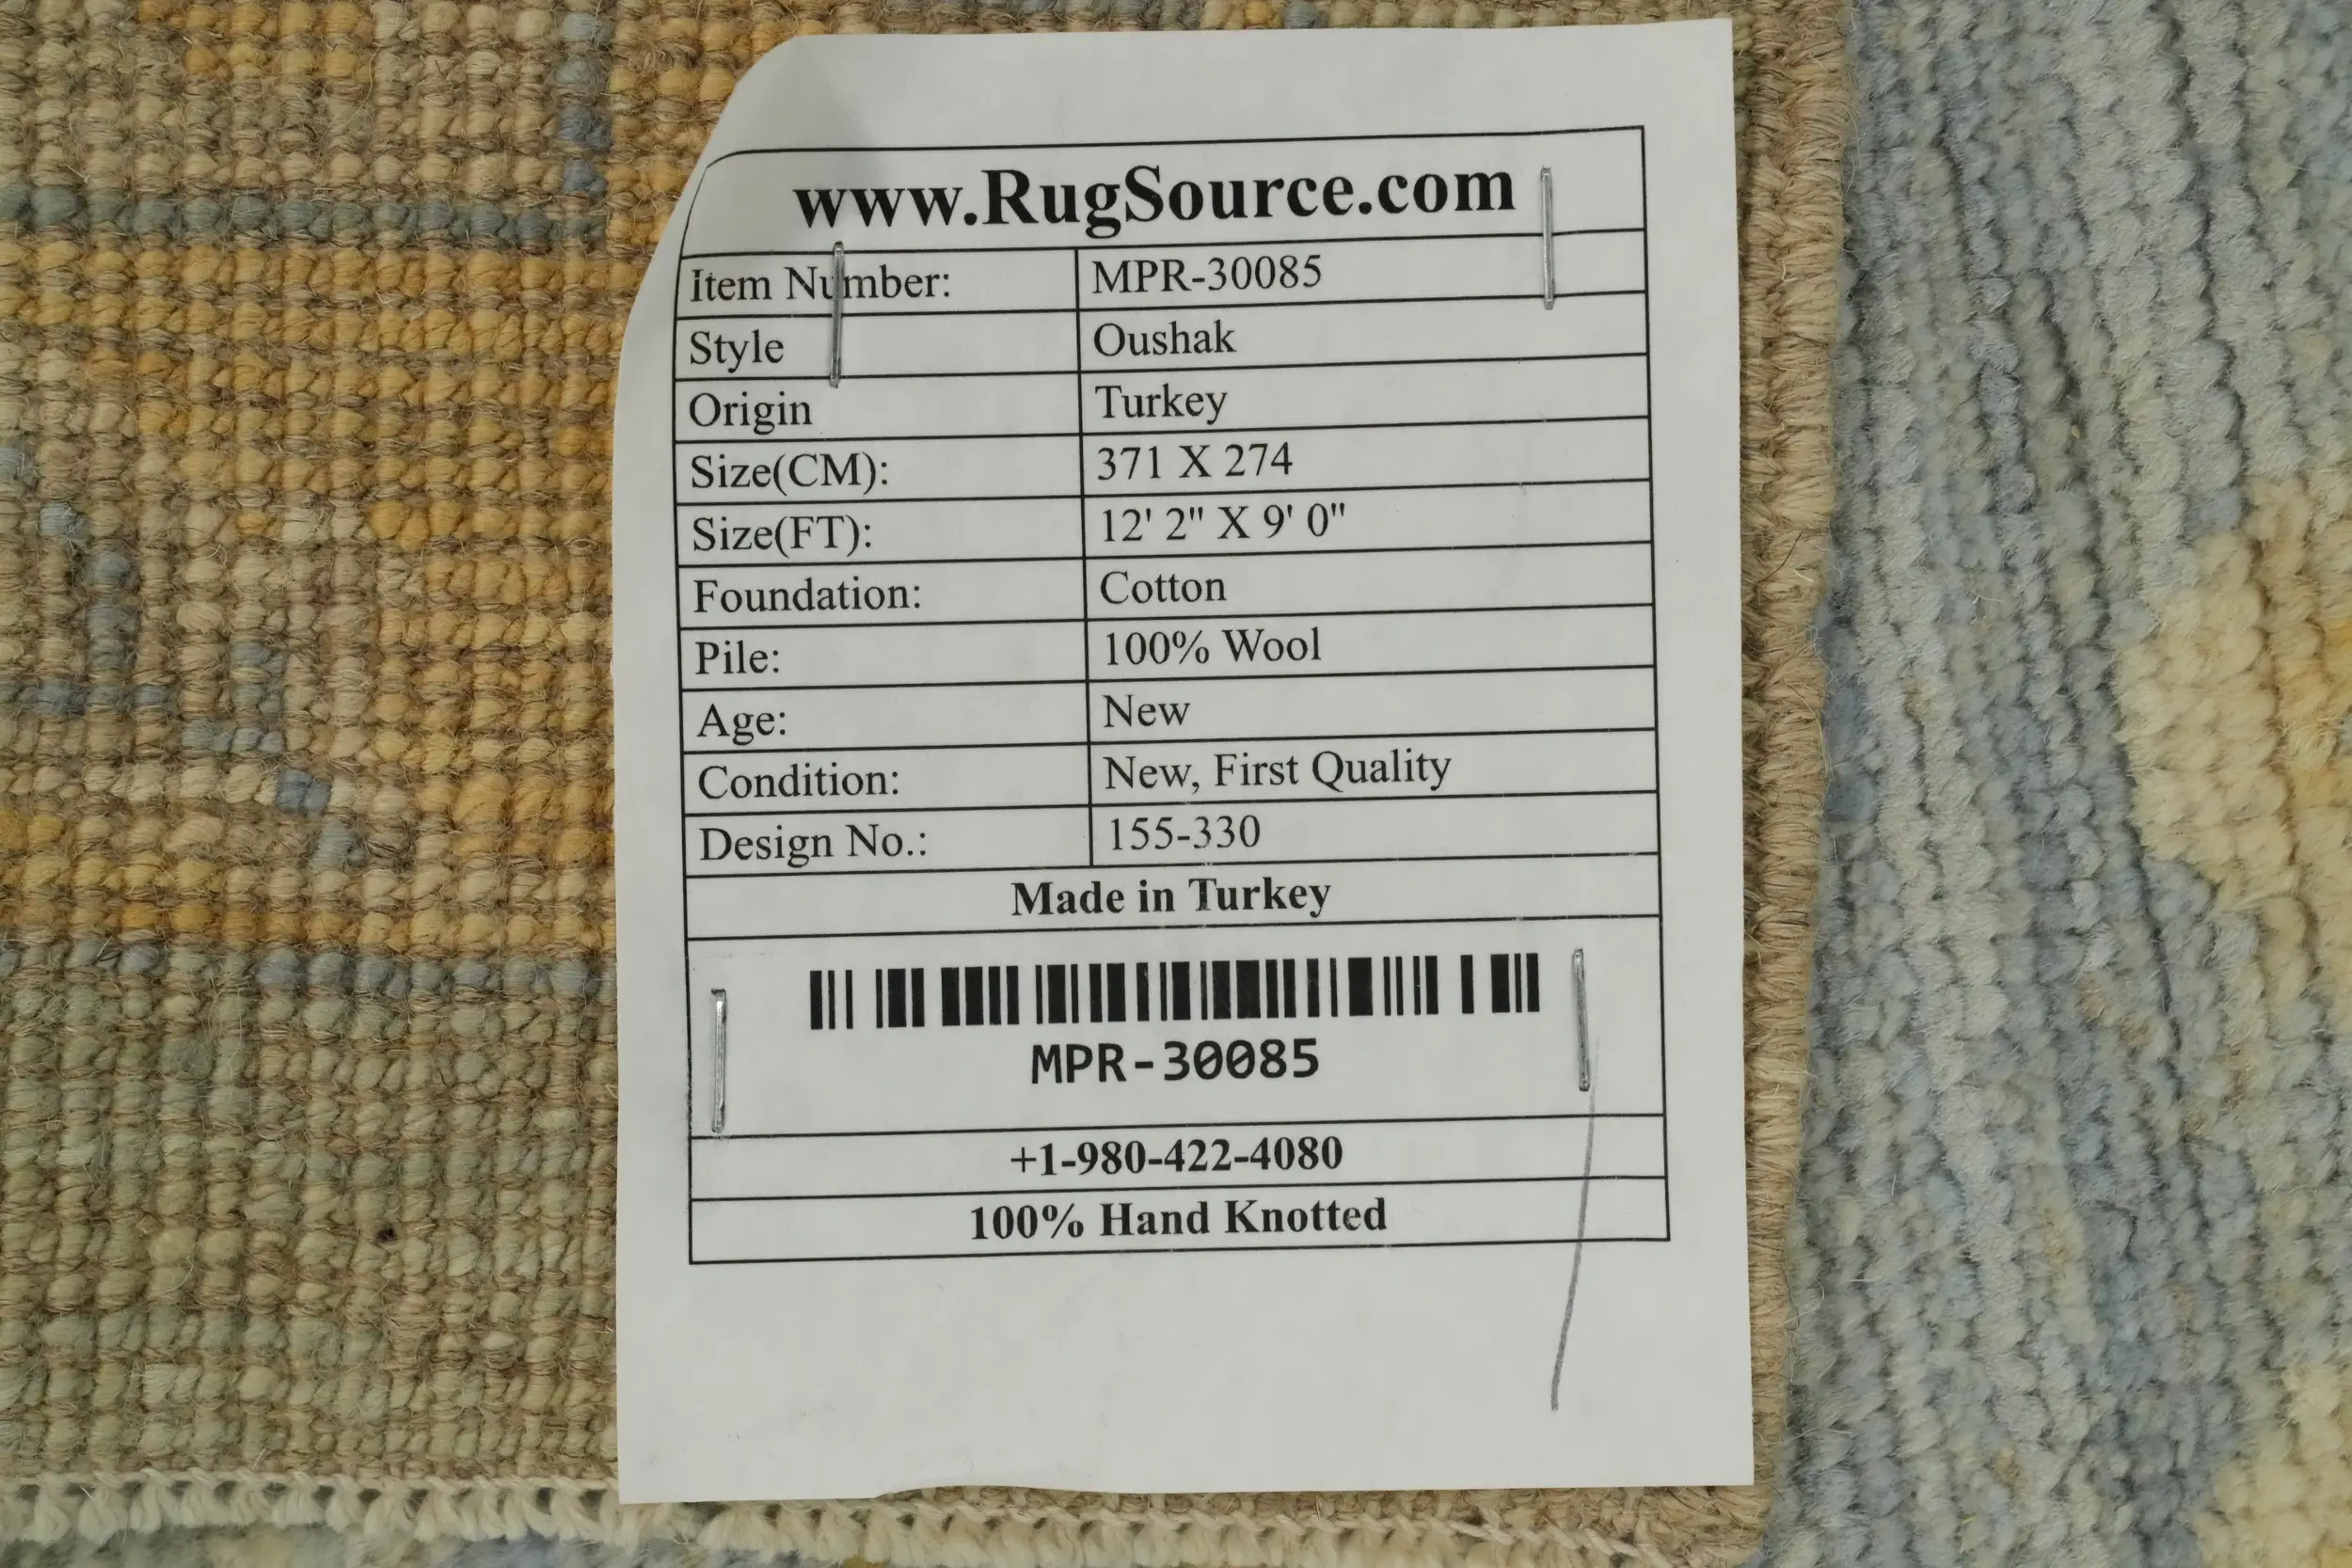 www.RugSource.com
Item Number: MPR-30085
Style Oushak
Origin Turkey
Size(CM): 371 X 274
Size(FT): 12' 2" X 9' 0"
Foundation: Cotton
Pile: 100% Wool
Age: New
Condition: New, First Quality
Design No.: 155-330
Made in Turkey
MPR-30085
+1-980-422-4080
100% Hand Knotted